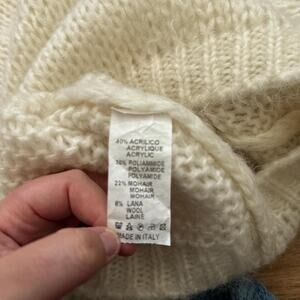 40% ACRILICO
ACRYLIQUE
ACRYLIC
30% POLIAMMIDE
POLYAMIDE
POLYAMIDE
22% MOHAIR
MOHAIR
MOHAIR
8% LANA
WOOL
LAINE
MADE IN ITALY